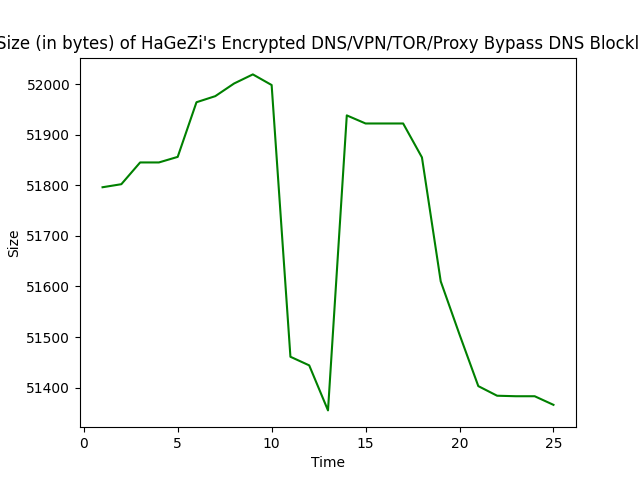 Size (in bytes) of HaGeZi's Encrypted DNS/VPN/TOR/Proxy Bypass DNS Blockl
52000
51900
51800
51700
51600
51500
51400
Size
0 5 10 15 20 25
Time